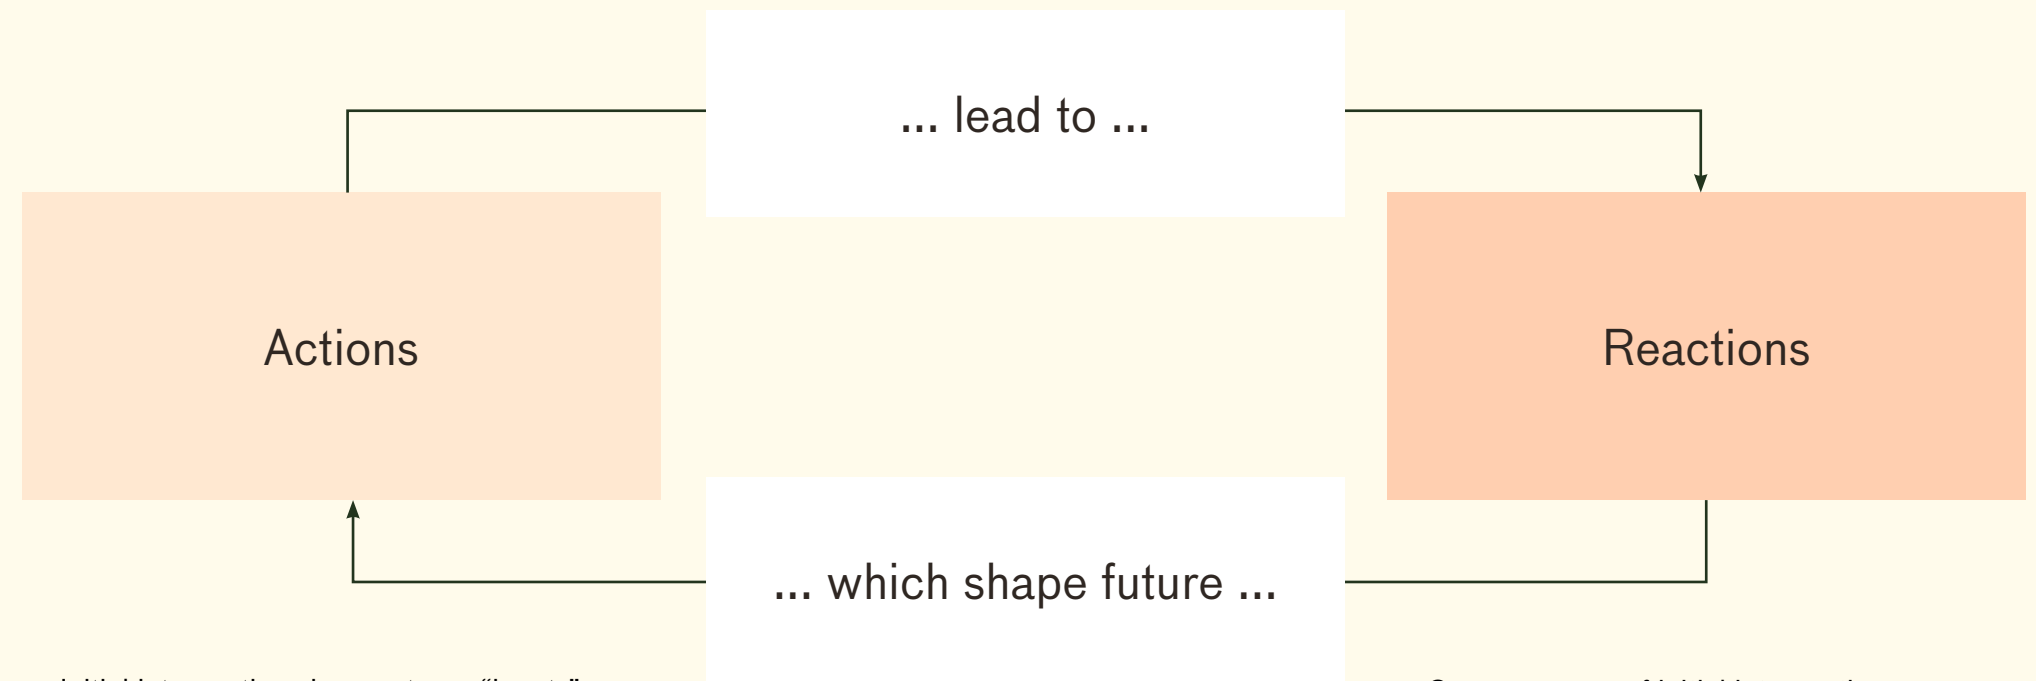 ... lead to ...
Actions
Reactions
... which shape future ...